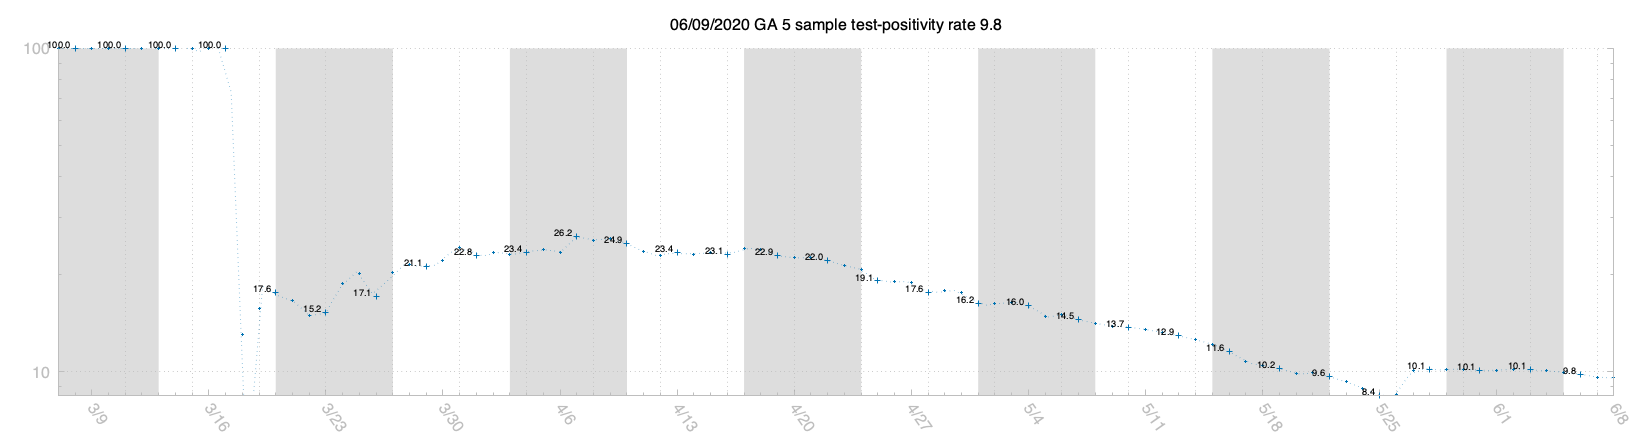 06/09/2020 GA 5 sample test-positivity rate 9.8
100
100.0 100.0 100.0 100.0
17.6 15.2 17.1 21.1 22.8 23.4 26.2 24.9 23.4 23.1 22.9 22.0 19.1 17.6 16.2 16.0 14.5 13.7 12.9 11.6 10.2 9.6 8.4 10.1 10.1 10.1 9.8
10
3/9 3/16 3/23 3/30 4/6 4/13 4/20 4/27 5/4 5/11 5/18 5/25 6/1 6/8